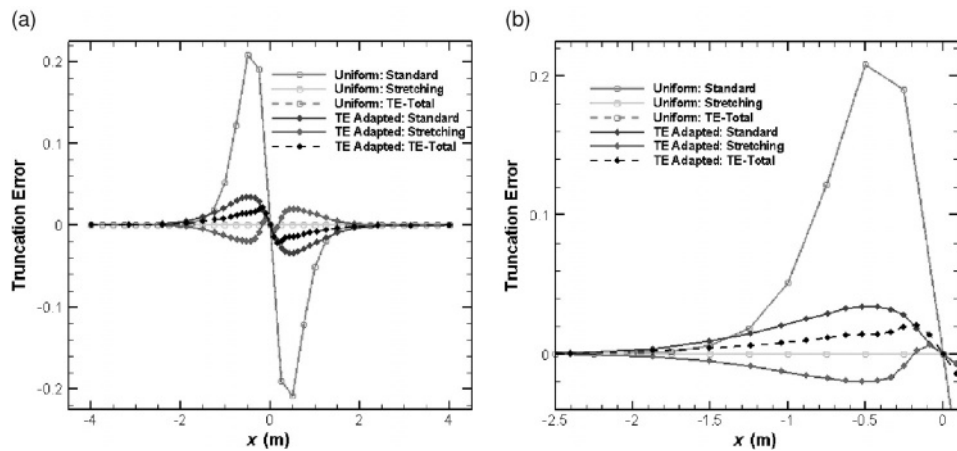 (a)
Truncation Error
0.2
0.1
0
-0.1
-0.2
-4
-2
0
2
4
x (m)
Uniform: Standard
Uniform: Stretching
Uniform: TE-Total
TE Adapted: Standard
TE Adapted: Stretching
TE Adapted: TE-Total
(b)
Truncation Error
0.2
0.1
0
-2.5
-2
-1.5
-1
-0.5
0
x (m)
Uniform: Standard
Uniform: Stretching
Uniform: TE-Total
TE Adapted: Standard
TE Adapted: Stretching
TE Adapted: TE-Total